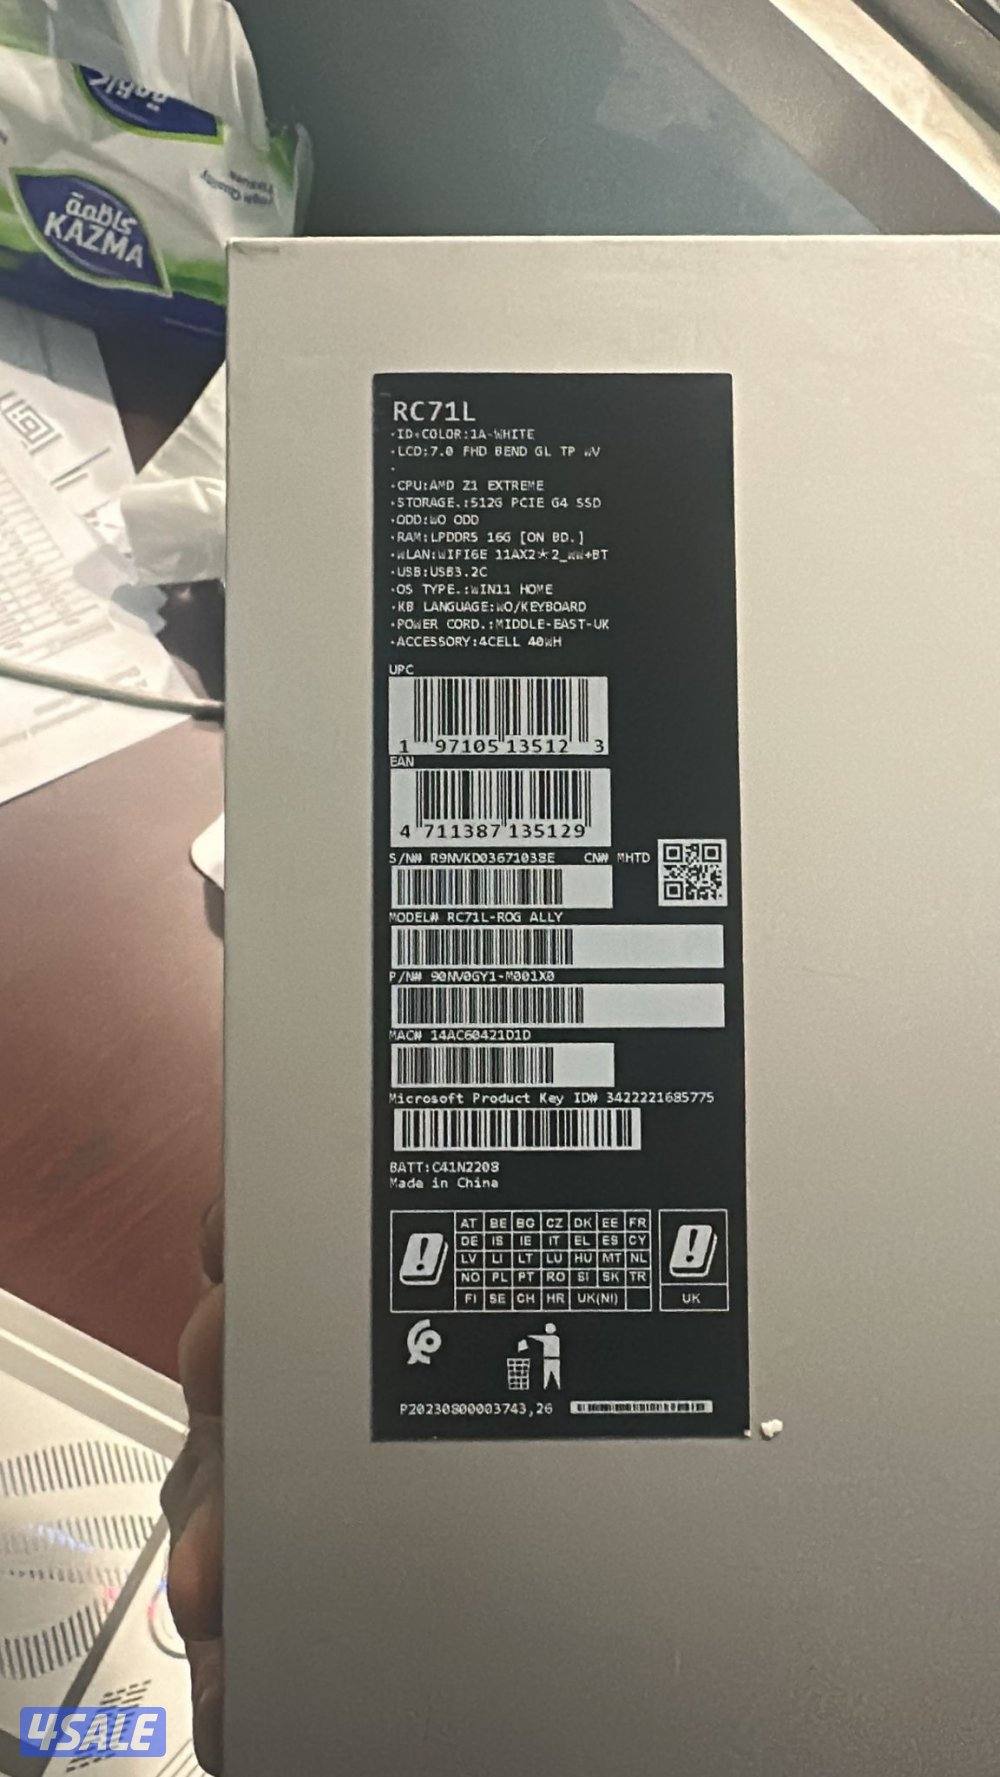 كاظمة
كاظمة
KAZMA
RC71L
·ID-COLOR:1A-WHITE
·LCD:7.0 FHD BEND GL TP WV
·
·CPU:AMD Z1 EXTREME
·STORAGE.:512G PCIE G4 SSD
·ODD:WO ODD
·RAM:LPDDR5 16G [ON BD.]
·WLAN:WIFI6E 11AX2*2_WW+BT
·USB:USB3.2C
·OS TYPE.:WIN11 HOME
·KB LANGUAGE:WO/KEYBOARD
·POWER CORD.:MIDDLE-EAST-UK
·ACCESSORY:4CELL 40WH
UPC
1 97105 13512 3
EAN
4 711387 135129
S/N# R9NVKD03671038E CN# MHTD
MODEL# RC71L-ROG ALLY
P/N# 90NV0GY1-M001X0
MAC# 14AC60421D1D
Microsoft Product Key ID# 3422221685775
BATT:C41N2208
Made in China
AT BE BG CZ DK EE FR
DE IS IE IT EL ES CY
LV LI LT LU HU MT NL
NO PL PT RO SI SK TR
FI SE CH HR UK(NI)
UK
P20230800003743,26
4SALE